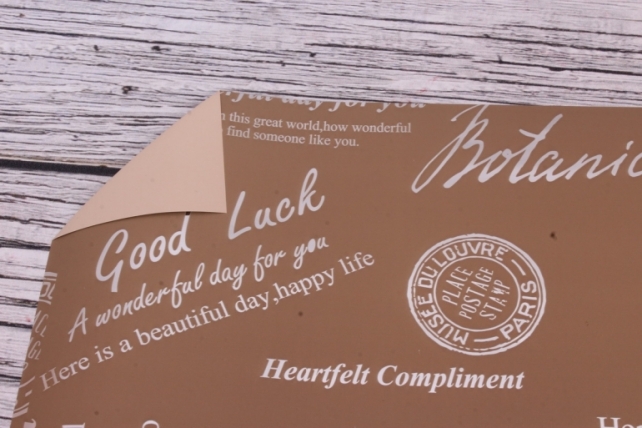 ful day for you
this great world,how wonderful
find someone like you.
Botanic
Good Luck
A wonderful day for you
Here is a beautiful day,happy life
MUSÉE DU LOUVRE — PARIS —
PLACE
POSTAGE
STAMP
Heartfelt Compliment